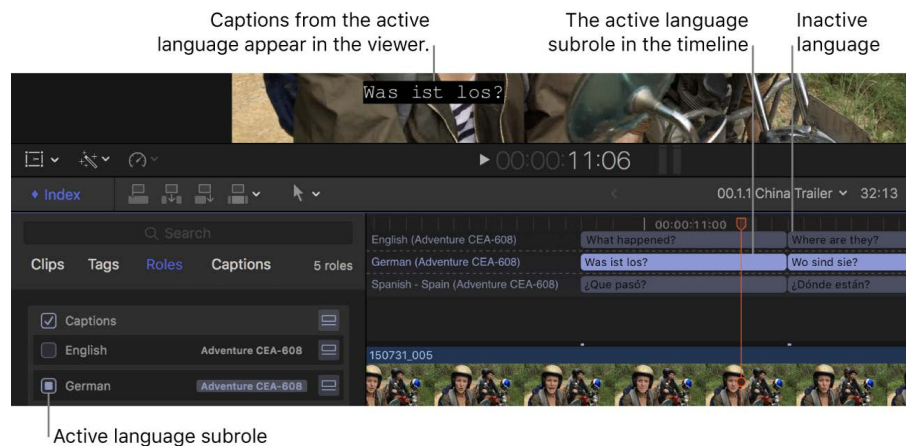 Captions from the active
language appear in the viewer.
The active language
subrole in the timeline
Inactive
language
Was ist los?
00:00:11:06
Index
00.1.1 China Trailer
32:13
Search
00:00:11:00
Clips
Tags
Roles
Captions
5 roles
English (Adventure CEA-608)
What happened?
Where are they?
German (Adventure CEA-608)
Was ist los?
Wo sind sie?
Spanish - Spain (Adventure CEA-608)
¿Que pasó?
¿Dónde están?
Captions
English
Adventure CEA-608
German
Adventure CEA-608
150731_005
Active language subrole